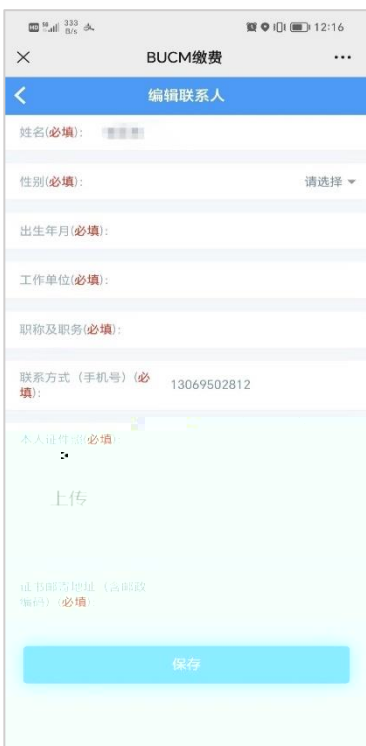 HD 5G 333 B/s 12:16
BUCM缴费
编辑联系人
姓名(必填):
性别(必填): 请选择
出生年月(必填):
工作单位(必填):
职称及职务(必填):
联系方式（手机号）(必
填): 13069502812
本人证件(必填)
上传
证书邮寄地址（含邮政
编码）(必填):
保存